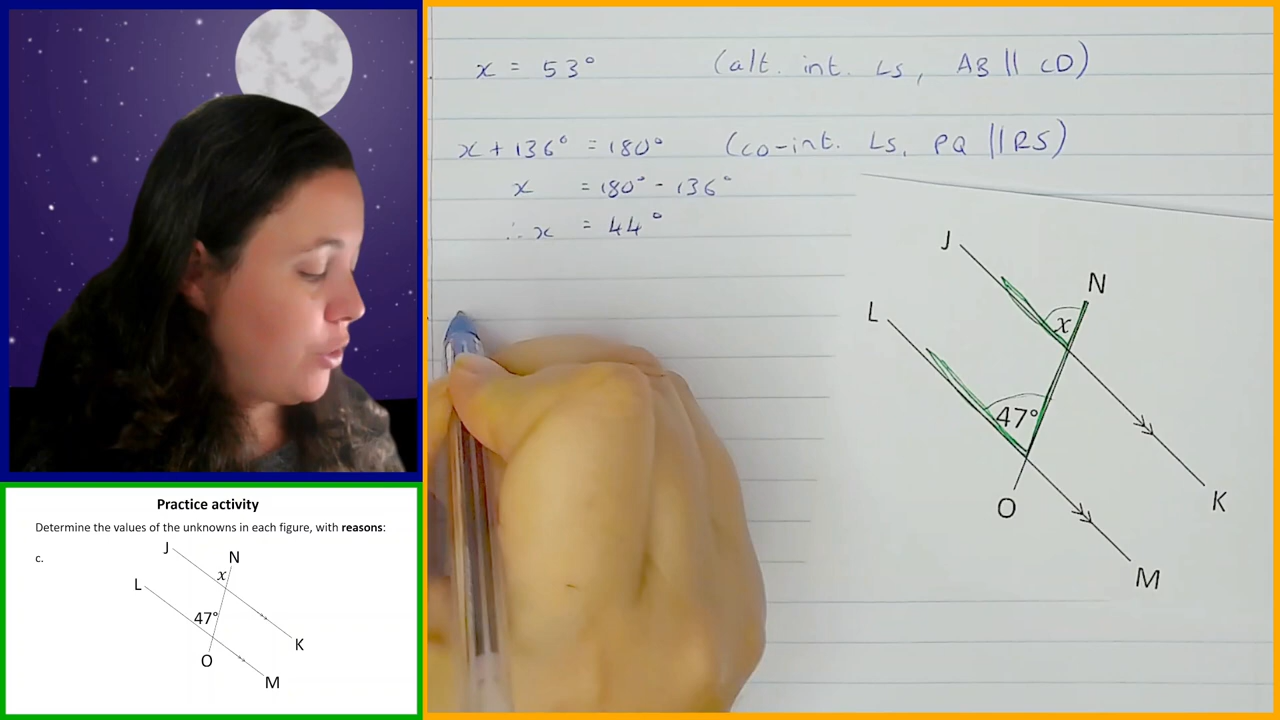 x = 53° (alt. int. ∠s, AB || CD)
x + 136° = 180° (co-int. ∠s, PQ || RS)
x = 180° - 136°
∴ x = 44°
J
N
L
x
47°
O
K
M
Practice activity
Determine the values of the unknowns in each figure, with reasons:
c.
J
N
x
L
47°
K
O
M